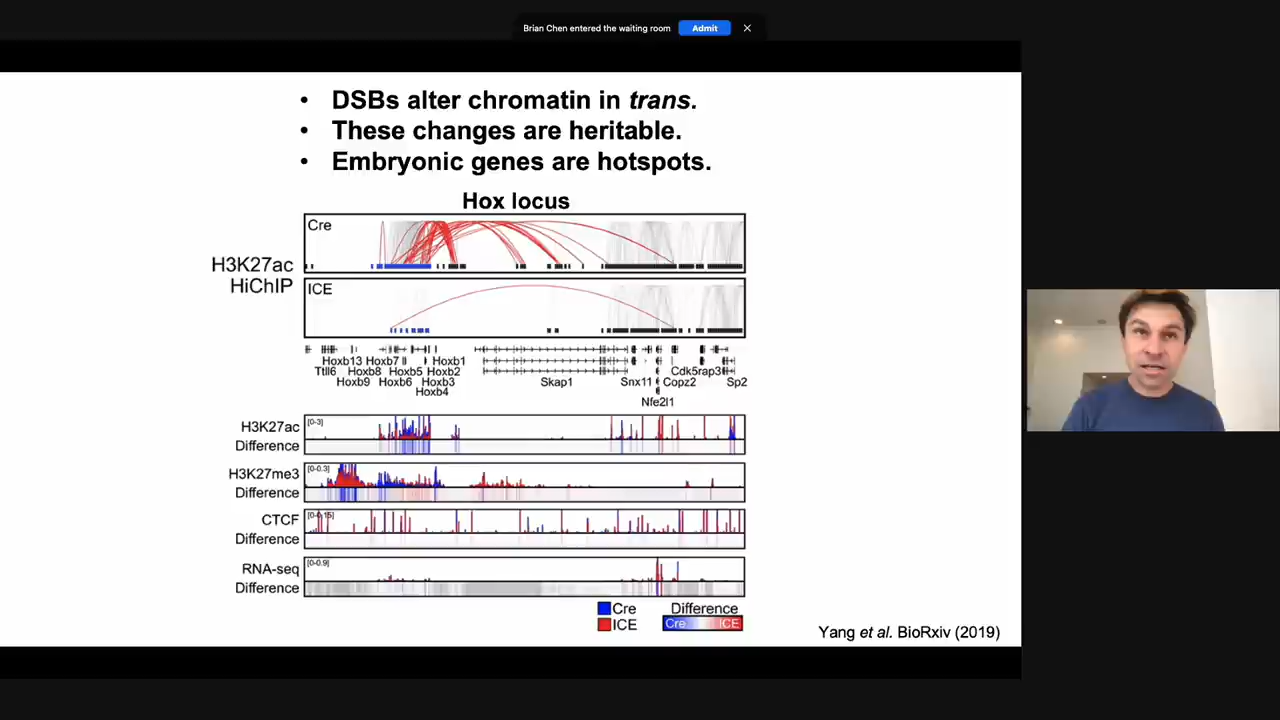 Brian Chen entered the waiting room
Admit
• DSBs alter chromatin in trans.
• These changes are heritable.
• Embryonic genes are hotspots.
Hox locus
H3K27ac
HiChIP
Cre
ICE
Hoxb13 Hoxb7 Hoxb1
Ttll6 Hoxb8 Hoxb5 Hoxb2 Cdk5rap3
Hoxb9 Hoxb6 Hoxb3 Skap1 Snx11 Copz2 Sp2
Hoxb4
Nfe2l1
H3K27ac
[0-3]
Difference
H3K27me3
[0-0.3]
Difference
CTCF
[0-0.15]
Difference
RNA-seq
[0-0.9]
Difference
Cre
ICE
Difference
Cre ICE
Yang et al. BioRxiv (2019)